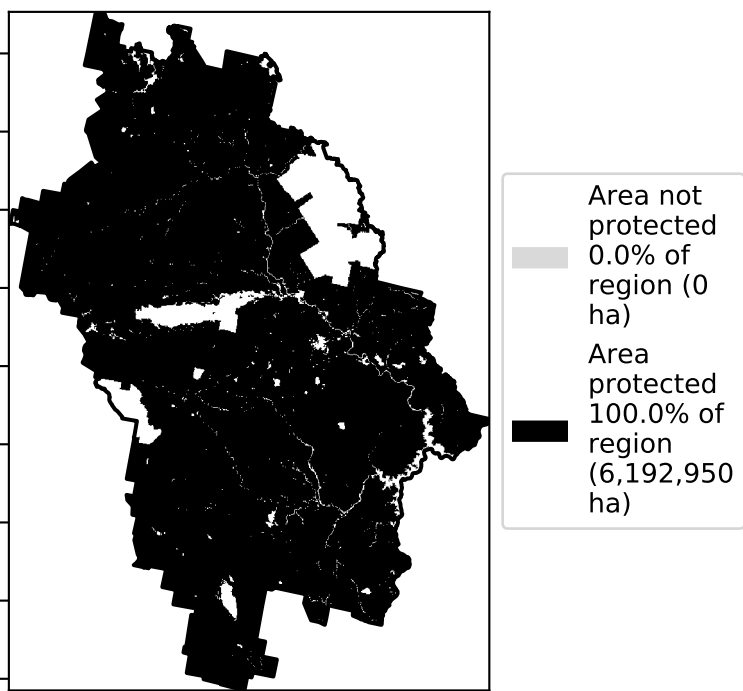 Area not
protected
0.0% of
region (0
ha)
Area
protected
100.0% of
region
(6,192,950
ha)